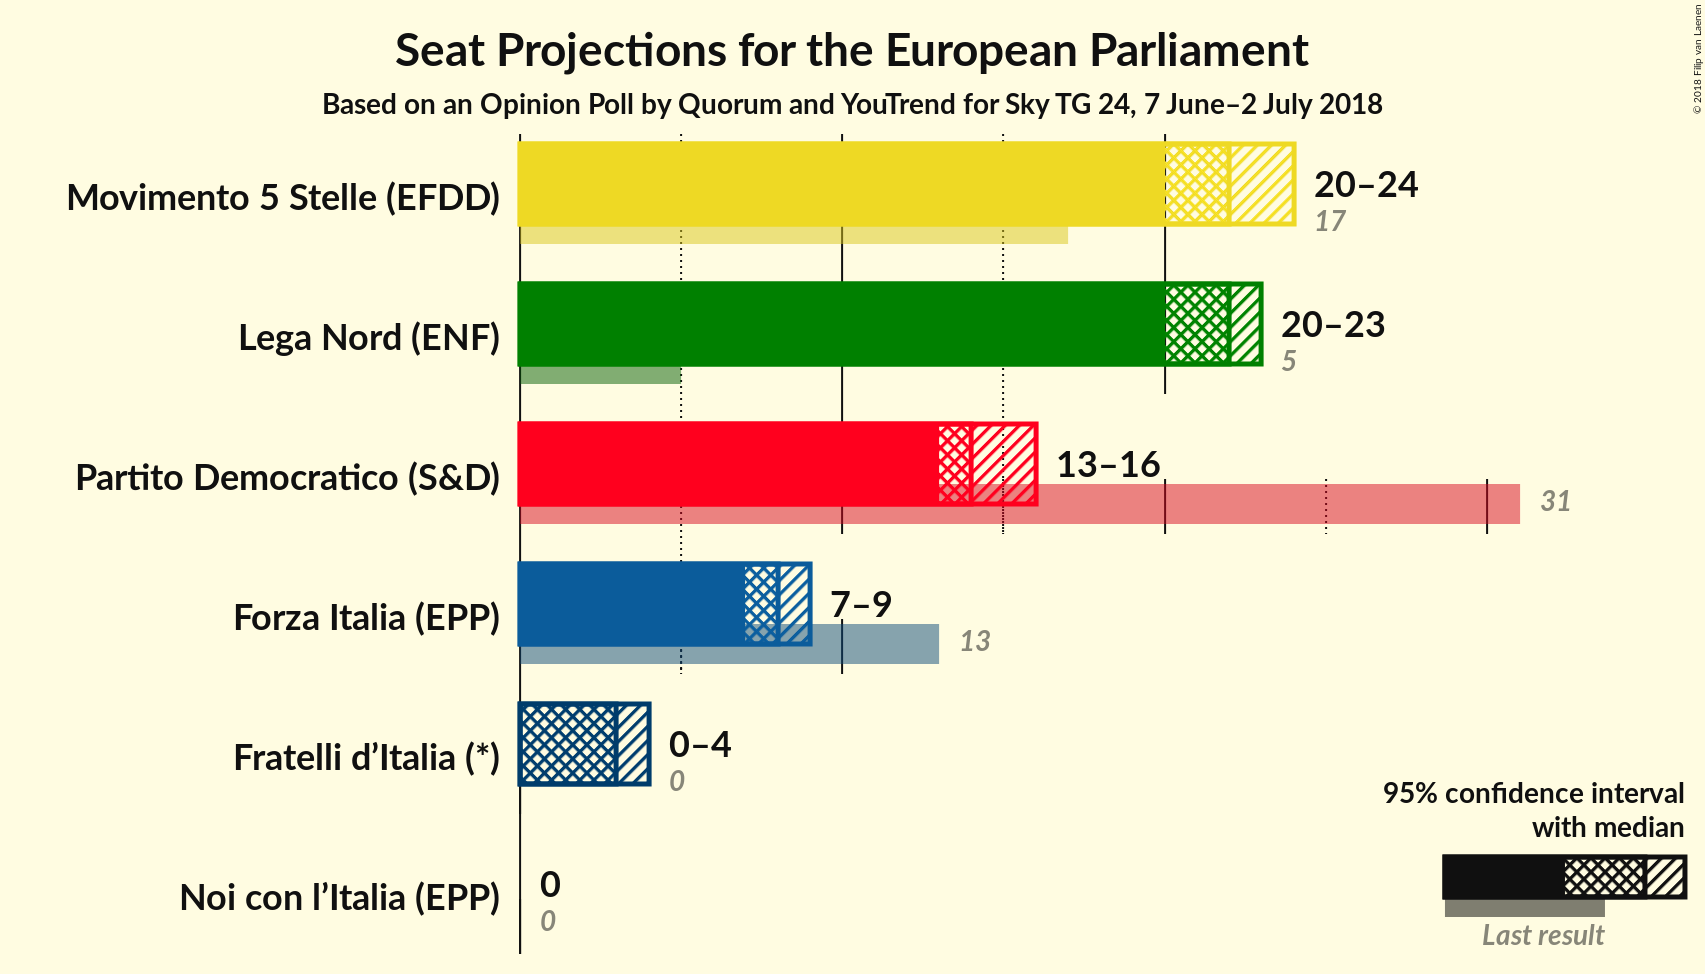 Seat Projections for the European Parliament
Based on an Opinion Poll by Quorum and YouTrend for Sky TG 24, 7 June–2 July 2018
© 2018 Filip van Laenen
Movimento 5 Stelle (EFDD)
20–24
17
Lega Nord (ENF)
20–23
5
Partito Democratico (S&D)
13–16
31
Forza Italia (EPP)
7–9
13
Fratelli d’Italia (*)
0–4
0
Noi con l’Italia (EPP)
0
0
95% confidence interval
with median
Last result